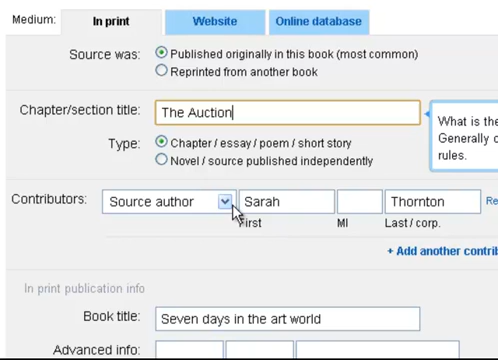 Medium: In print Website Online database
Source was: Published originally in this book (most common)
Reprinted from another book
Chapter/section title: The Auction
What is the
Generally
rules.
Type: Chapter / essay / poem / short story
Novel / source published independently
Contributors: Source author Sarah Thornton
First MI Last / corp.
+ Add another
In print publication info
Book title: Seven days in the art world
Advanced info: